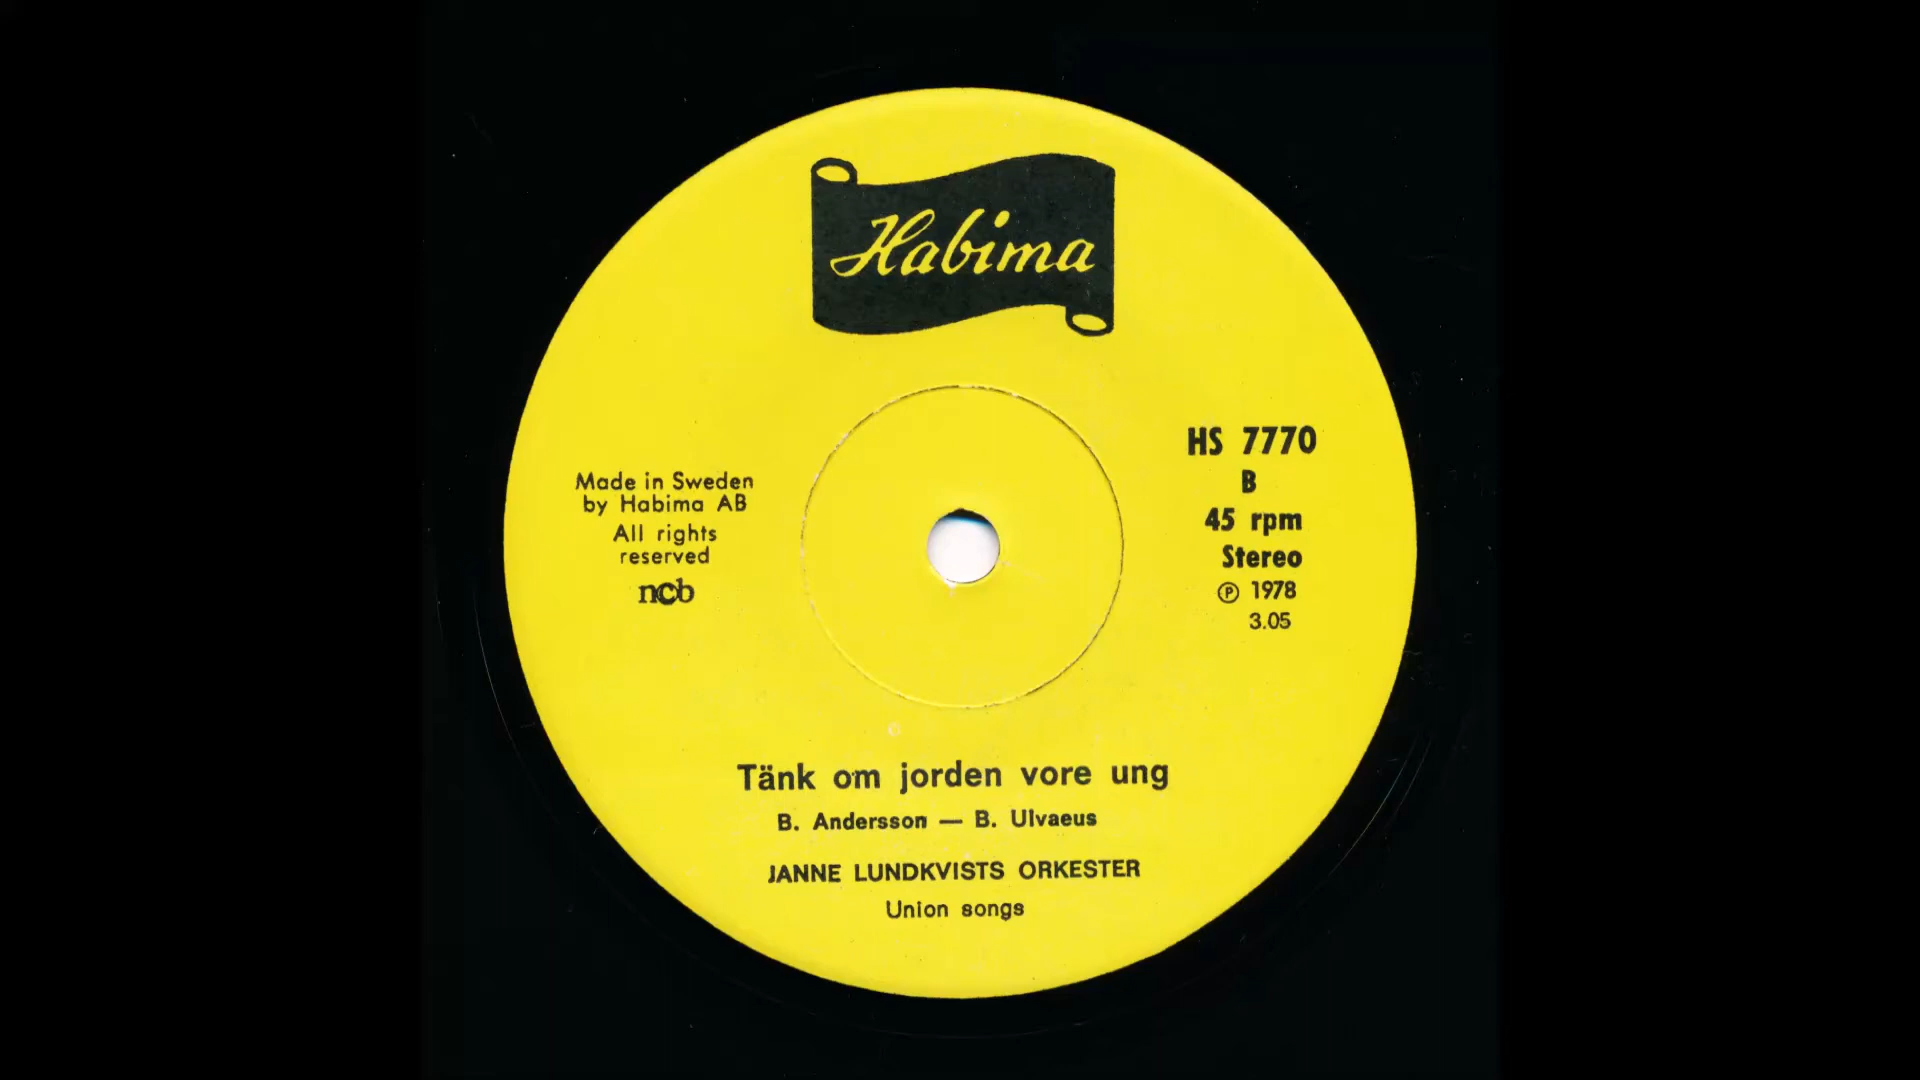 Habima
Made in Sweden
by Habima AB
All rights
reserved
ncb
HS 7770
B
45 rpm
Stereo
℗ 1978
3.05
Tänk om jorden vore ung
B. Andersson — B. Ulvaeus
JANNE LUNDKVISTS ORKESTER
Union songs